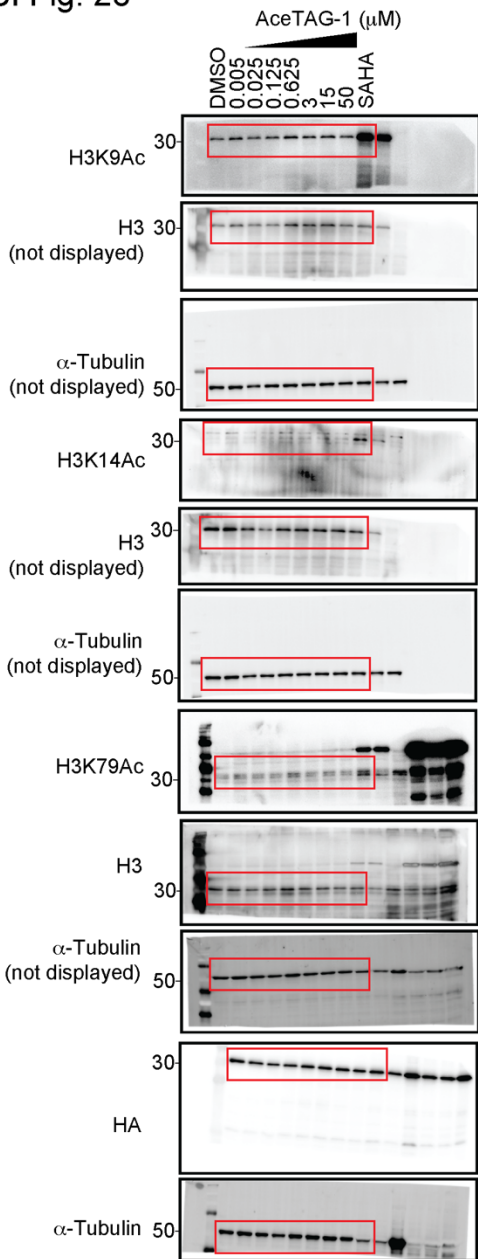 AceTAG-1 (μM)
DMSO
0.005
0.025
0.125
0.625
3
15
50
SAHA
30
H3K9Ac
H3
30
(not displayed)
α-Tubulin
(not displayed)
50
30
H3K14Ac
30
H3
(not displayed)
α-Tubulin
(not displayed)
50
H3K79Ac
30
H3
30
α-Tubulin
(not displayed)
50
30
HA
α-Tubulin
50